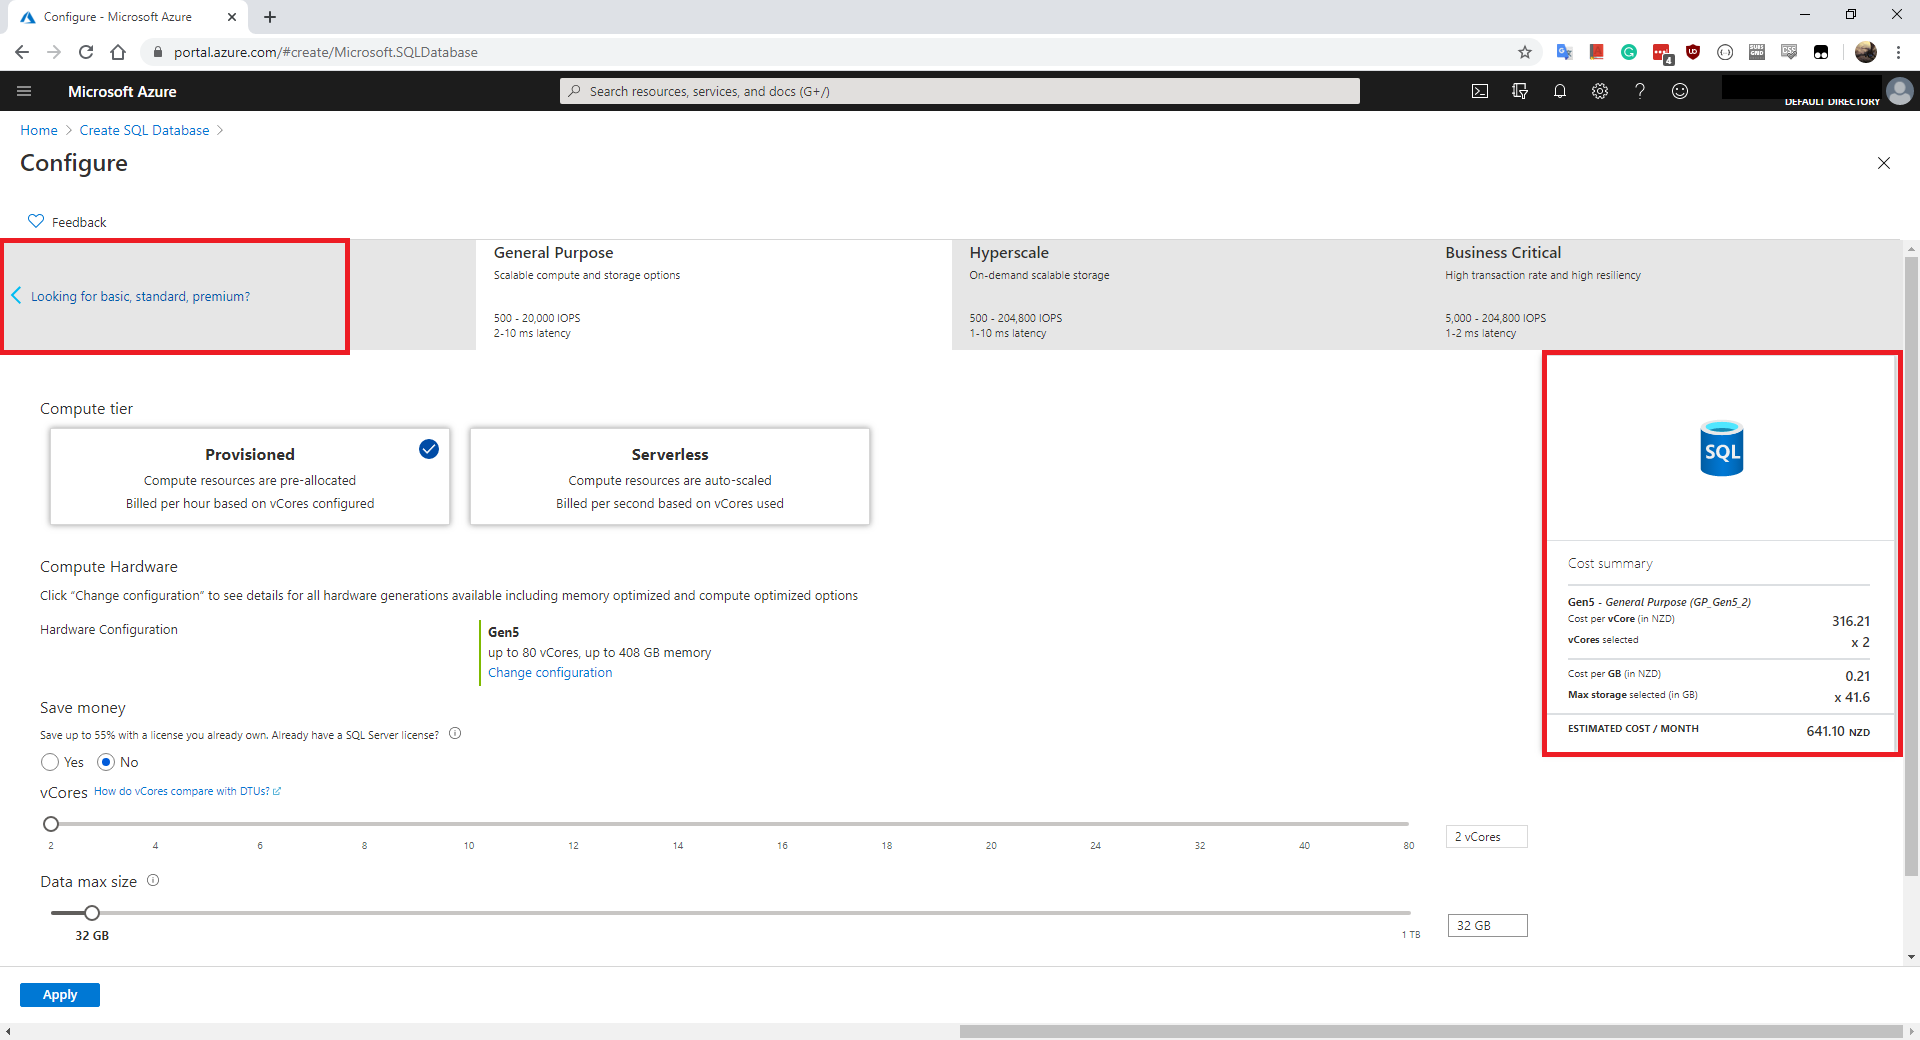 Configure - Microsoft Azure
portal.azure.com/#create/Microsoft.SQLDatabase
4
Microsoft Azure
Search resources, services, and docs (G+/)
DEFAULT DIRECTORY
Home > Create SQL Database >
Configure
Feedback
Looking for basic, standard, premium?
General Purpose
Scalable compute and storage options
500 - 20,000 IOPS
2-10 ms latency
Hyperscale
On-demand scalable storage
500 - 204,800 IOPS
1-10 ms latency
Business Critical
High transaction rate and high resiliency
5,000 - 204,800 IOPS
1-2 ms latency
Compute tier
Provisioned
Compute resources are pre-allocated
Billed per hour based on vCores configured
Serverless
Compute resources are auto-scaled
Billed per second based on vCores used
SQL
Cost summary
Gen5 - General Purpose (GP_Gen5_2)
Cost per vCore (in NZD) 316.21
vCores selected x 2
Cost per GB (in NZD) 0.21
Max storage selected (in GB) x 41.6
ESTIMATED COST / MONTH 641.10 NZD
Compute Hardware
Click “Change configuration” to see details for all hardware generations available including memory optimized and compute optimized options
Hardware Configuration
Gen5
up to 80 vCores, up to 408 GB memory
Change configuration
Save money
Save up to 55% with a license you already own. Already have a SQL Server license?
Yes No
vCores How do vCores compare with DTUs?
2 4 6 8 10 12 14 16 18 20 24 32 40 80
2 vCores
Data max size
32 GB
1 TB
32 GB
Apply